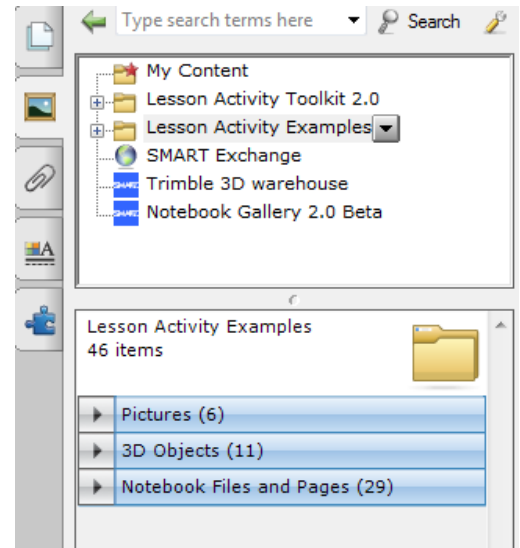 Type search terms here Search
My Content
Lesson Activity Toolkit 2.0
Lesson Activity Examples
SMART Exchange
SMART Trimble 3D warehouse
SMART Notebook Gallery 2.0 Beta
A
Lesson Activity Examples
46 items
Pictures (6)
3D Objects (11)
Notebook Files and Pages (29)